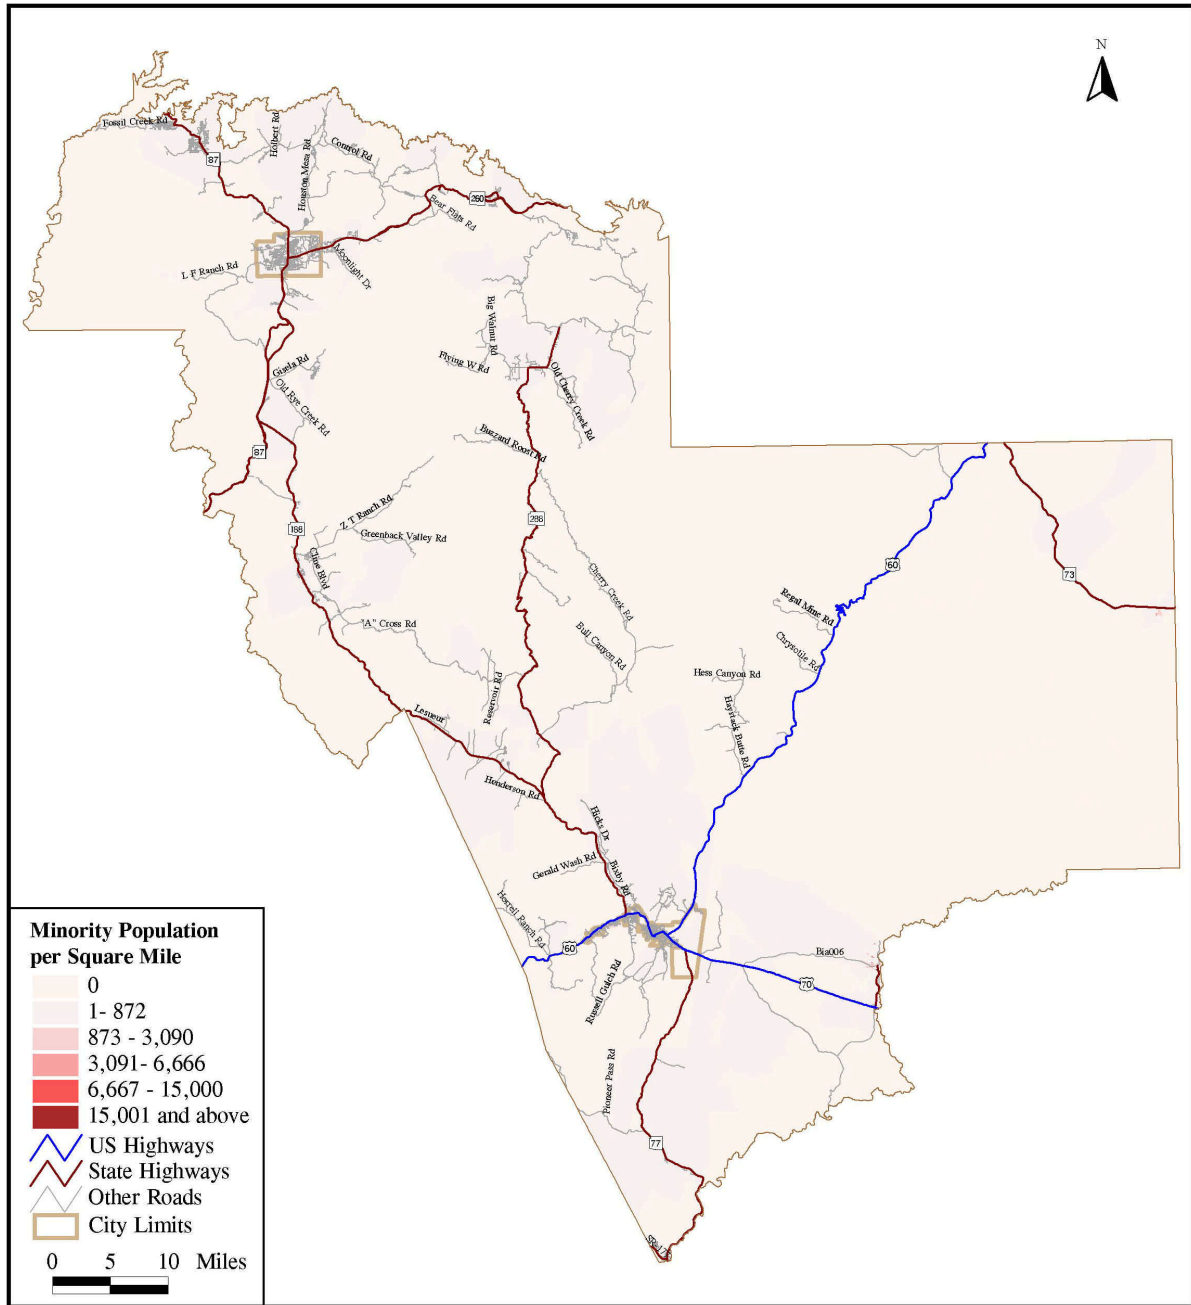 N
Fossil Creek Rd
87
Holbert Rd
Houston Mesa Rd
Control Rd
260
Bear Flats Rd
L F Ranch Rd
Moonlight Dr
Big Walnut Rd
Flying W Rd
Old Cherry Creek Rd
Gisela Rd
Old Rye Creek Rd
Buzzard Roost Rd
87
Z T Ranch Rd
188
288
Greenback Valley Rd
Cline Blvd
60
73
Cherry Creek Rd
Regal Mine Rd
"A" Cross Rd
Bull Canyon Rd
Chrysotile Rd
Reservoir Rd
Hess Canyon Rd
Lesueur
Haystack Butte Rd
Henderson Rd
Hicks Dr
Gerald Wash Rd
Bixby Rd
Horrell Ranch Rd
60
Bia006
70
Russell Gulch Rd
Pioneer Pass Rd
77
Minority Population
per Square Mile
0
1- 872
873 - 3,090
3,091- 6,666
6,667 - 15,000
15,001 and above
US Highways
State Highways
Other Roads
City Limits
0 5 10 Miles